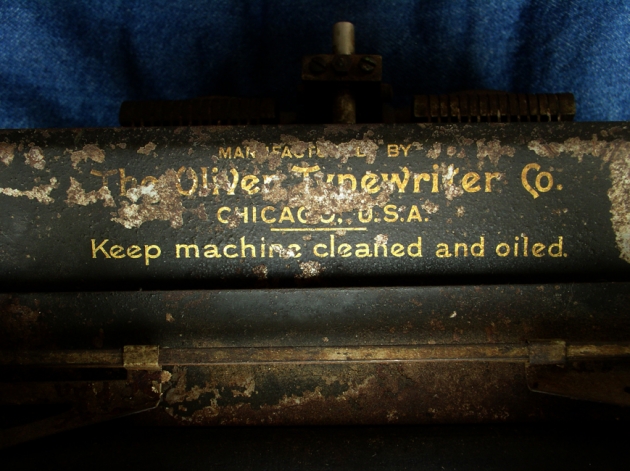 MANUFACTURED BY
The Oliver Typewriter Co.
CHICAGO, U.S.A.
Keep machine cleaned and oiled.